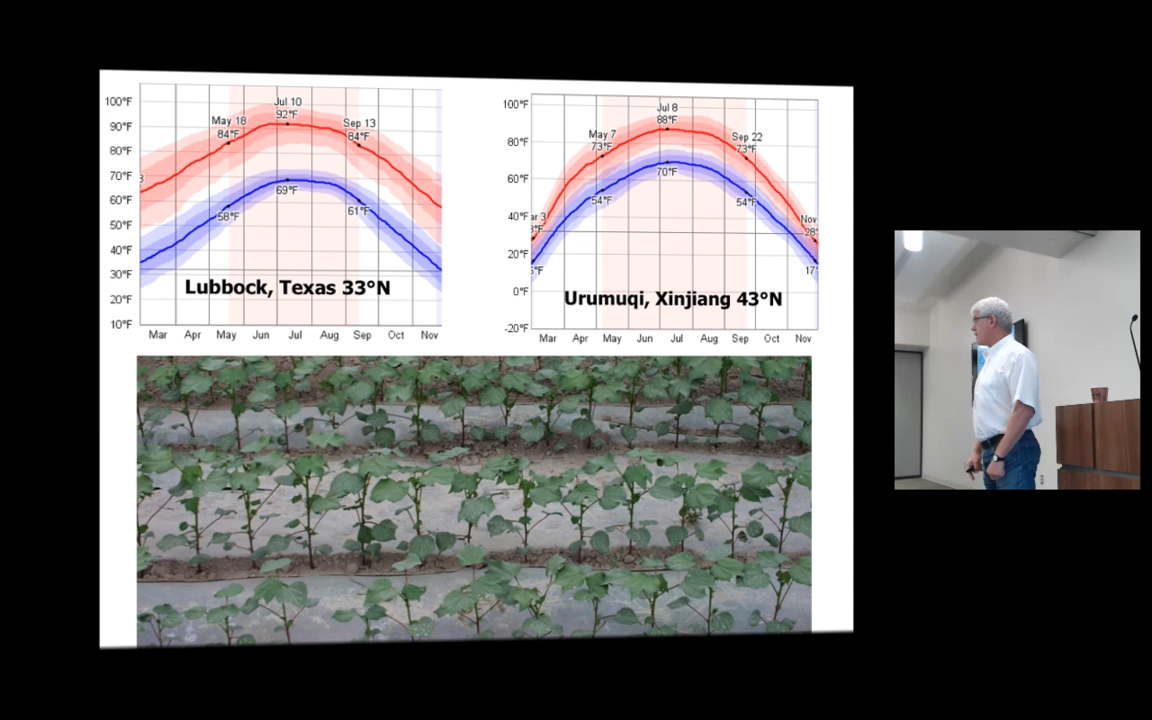 100°F
90°F
80°F
70°F
60°F
50°F
40°F
30°F
20°F
10°F
May 18
84°F
Jul 10
92°F
Sep 13
84°F
3
58°F
69°F
61°F
Lubbock, Texas 33°N
Mar Apr May Jun Jul Aug Sep Oct Nov
100°F
80°F
60°F
40°F
20°F
0°F
-20°F
May 7
73°F
Jul 8
88°F
Sep 22
73°F
ar 3
Nov
28°
54°F
70°F
54°F
17°
Urumuqi, Xinjiang 43°N
Mar Apr May Jun Jul Aug Sep Oct Nov